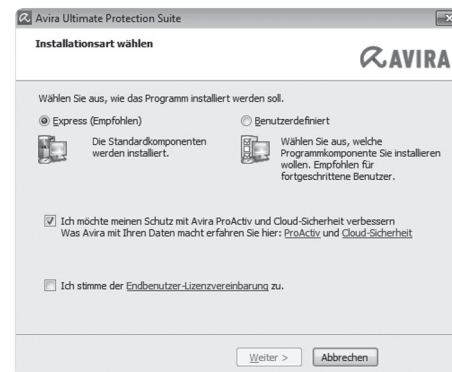 Avira Ultimate Protection Suite
Installationsart wählen
AVIRA
Wählen Sie aus, wie das Programm installiert werden soll.
Express (Empfohlen)
Die Standardkomponenten
werden installiert.
Benutzerdefiniert
Wählen Sie aus, welche
Programmkomponente Sie installieren
wollen. Empfohlen für
fortgeschrittene Benutzer.
Ich möchte meinen Schutz mit Avira ProActiv und Cloud-Sicherheit verbessern
Was Avira mit Ihren Daten macht erfahren Sie hier: ProActiv und Cloud-Sicherheit
Ich stimme der Endbenutzer-Lizenzvereinbarung zu.
Weiter > Abbrechen